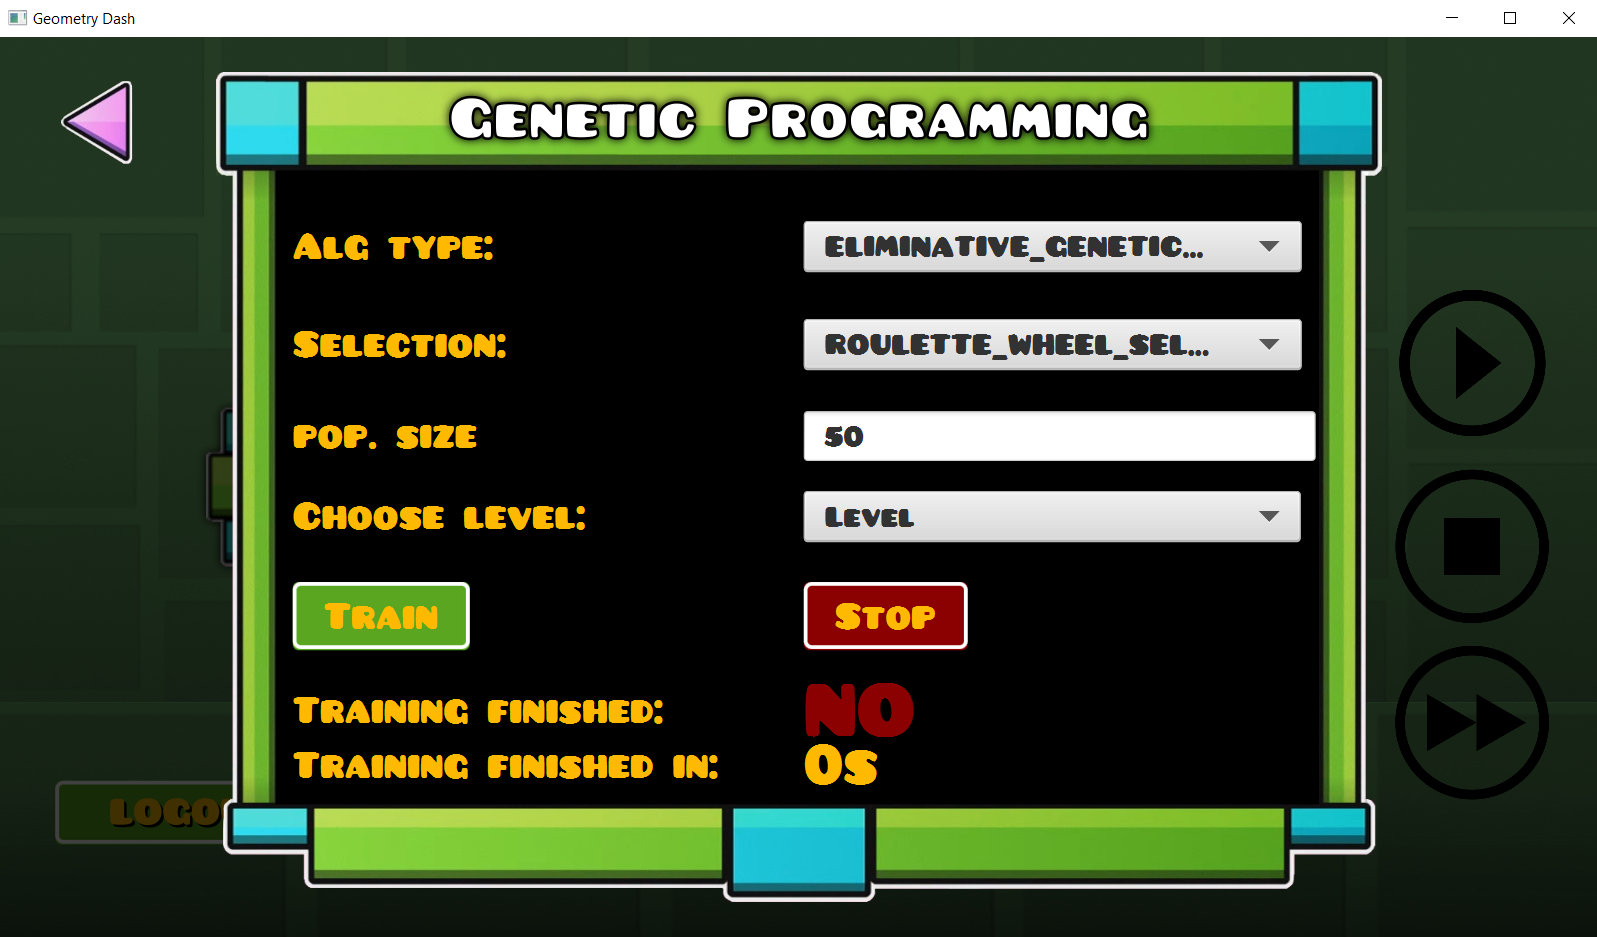 Geometry Dash
Genetic Programming
Alg type:
ELIMINATIVE_GENETIC...
Selection:
ROULETTE_WHEEL_SEL...
Pop. size
50
Choose level:
Level
Train
Stop
Training finished:
NO
Training finished in:
0s